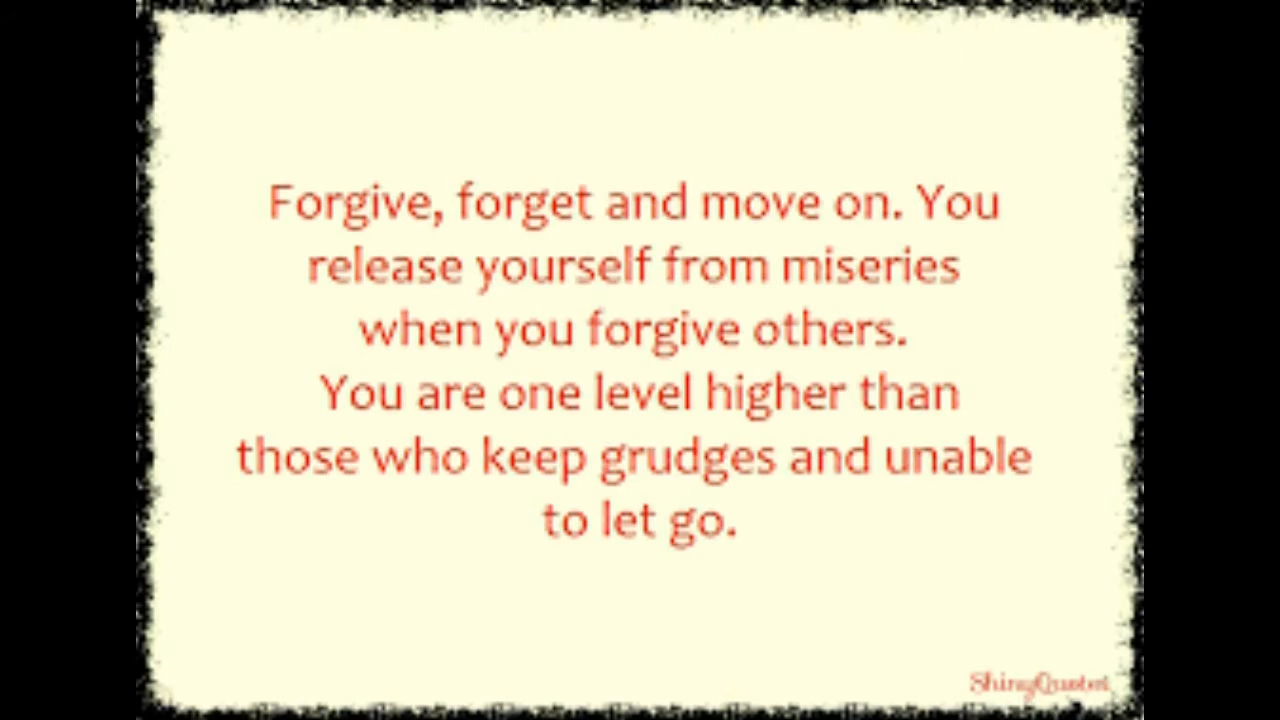 Forgive, forget and move on. You
release yourself from miseries
when you forgive others.
You are one level higher than
those who keep grudges and unable
to let go.
ShinyQuotes